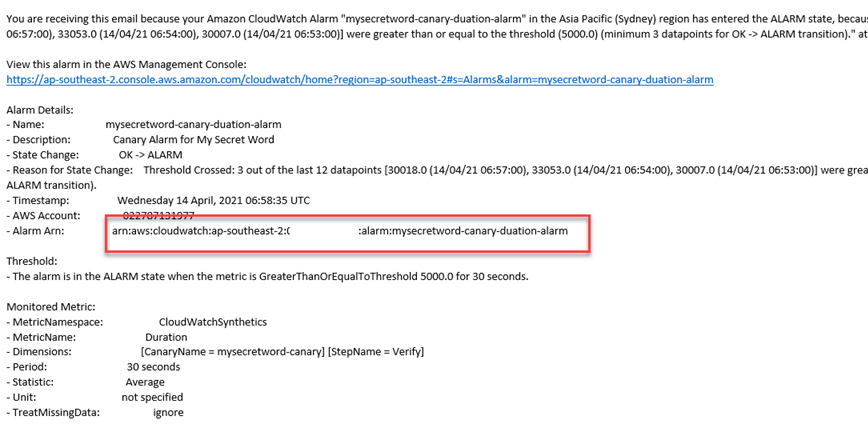 You are receiving this email because your Amazon CloudWatch Alarm "mysecretword-canary-duation-alarm" in the Asia Pacific (Sydney) region has entered the ALARM state, becau
06:57:00), 33053.0 (14/04/21 06:54:00), 30007.0 (14/04/21 06:53:00)] were greater than or equal to the threshold (5000.0) (minimum 3 datapoints for OK -> ALARM transition)." at
View this alarm in the AWS Management Console:
https://ap-southeast-2.console.aws.amazon.com/cloudwatch/home?region=ap-southeast-2#s=Alarms&alarm=mysecretword-canary-duation-alarm
Alarm Details:
- Name: mysecretword-canary-duation-alarm
- Description: Canary Alarm for My Secret Word
- State Change: OK -> ALARM
- Reason for State Change: Threshold Crossed: 3 out of the last 12 datapoints [30018.0 (14/04/21 06:57:00), 33053.0 (14/04/21 06:54:00), 30007.0 (14/04/21 06:53:00)] were grea
ALARM transition).
- Timestamp: Wednesday 14 April, 2021 06:58:35 UTC
- AWS Account:
- Alarm Arn: arn:aws:cloudwatch:ap-southeast-2:0 :alarm:mysecretword-canary-duation-alarm
Threshold:
- The alarm is in the ALARM state when the metric is GreaterThanOrEqualToThreshold 5000.0 for 30 seconds.
Monitored Metric:
- MetricNamespace: CloudWatchSynthetics
- MetricName: Duration
- Dimensions: [CanaryName = mysecretword-canary] [StepName = Verify]
- Period: 30 seconds
- Statistic: Average
- Unit: not specified
- TreatMissingData: ignore